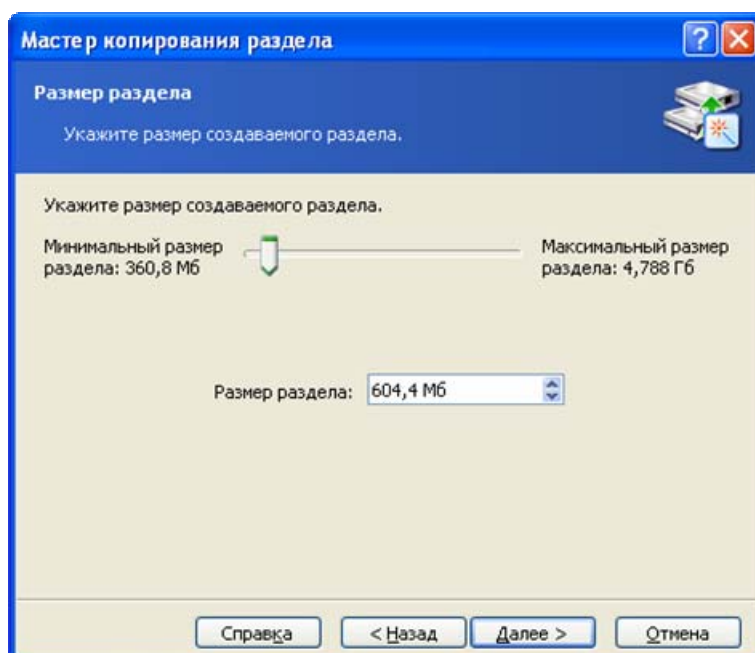 Мастер копирования раздела
Размер раздела
Укажите размер создаваемого раздела.
Укажите размер создаваемого раздела.
Минимальный размер
раздела: 360,8 Мб
Максимальный размер
раздела: 4,788 Гб
Размер раздела: 604,4 Мб
Справка < Назад Далее > Отмена